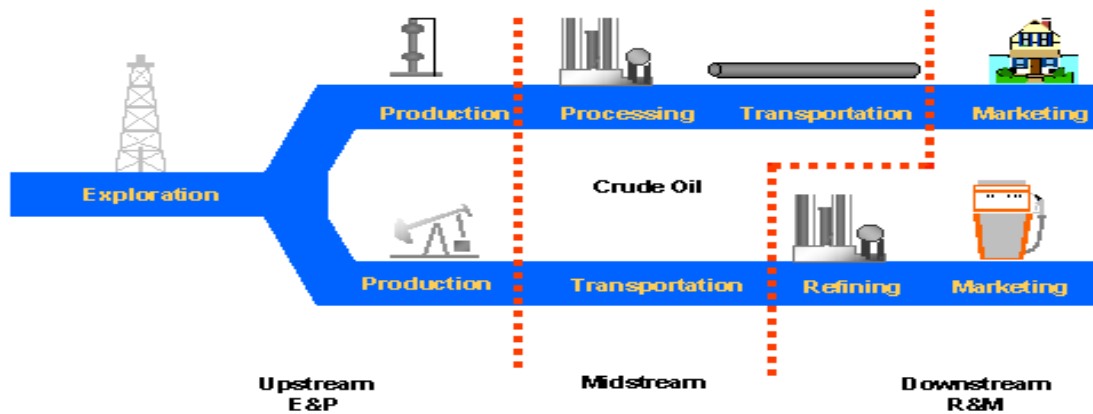 Production Processing Transportation Marketing
Exploration
Crude Oil
Production Transportation Refining Marketing
Upstream Midstream Downstream
E&P R&M